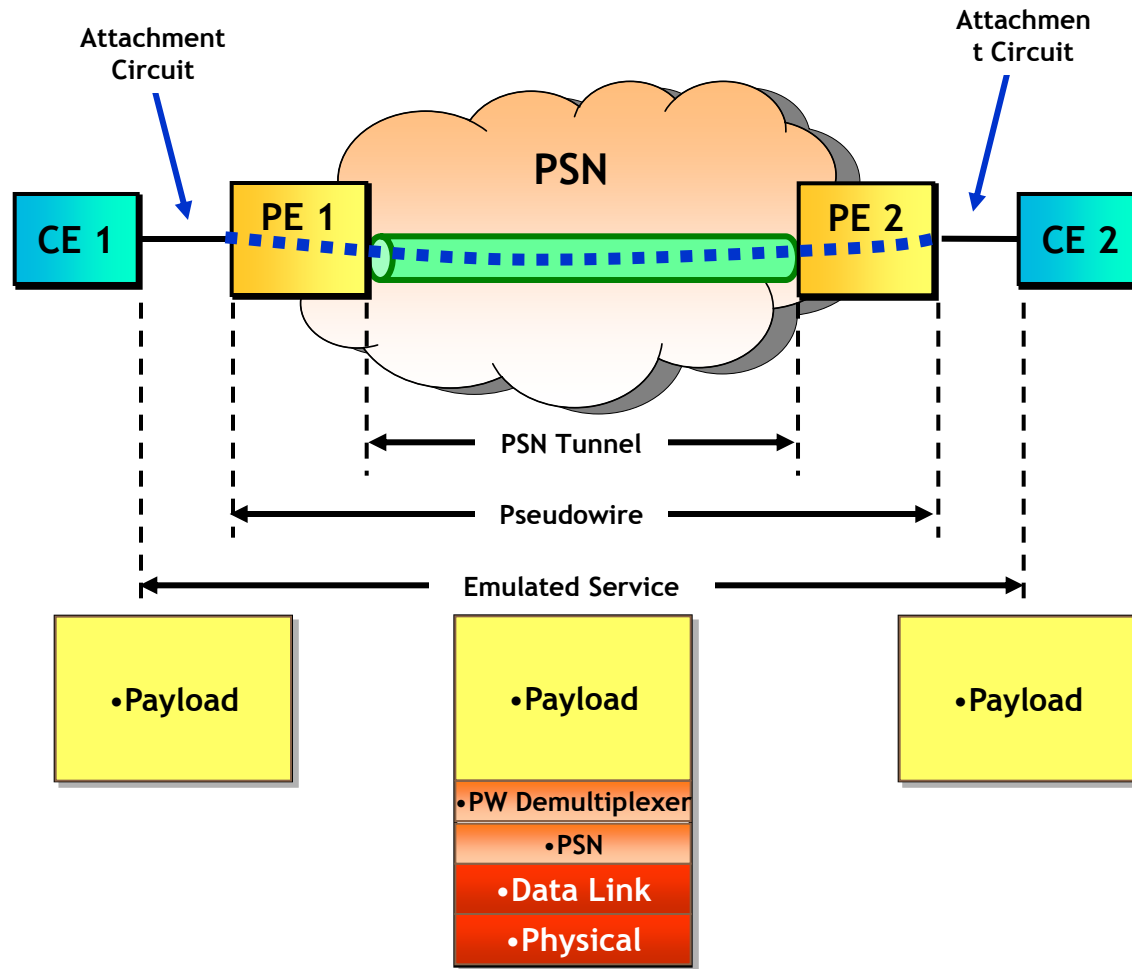 Attachment
Circuit
Attachmen
t Circuit
PSN
CE 1
PE 1
PE 2
CE 2
PSN Tunnel
Pseudowire
Emulated Service
•Payload
•Payload
•Payload
•PW Demultiplexer
•PSN
•Data Link
•Physical